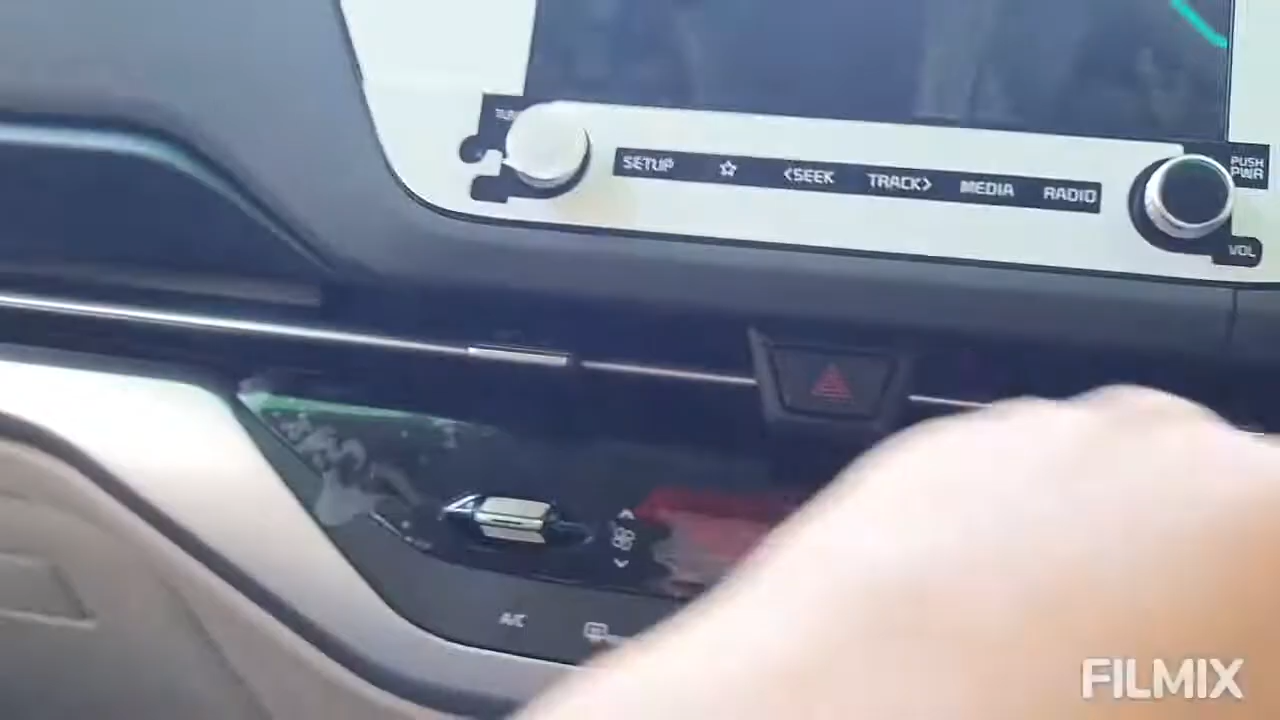 SETUP ☆ <SEEK TRACK> MEDIA RADIO
PUSH
PWR
VOL
A/C
FILMIX